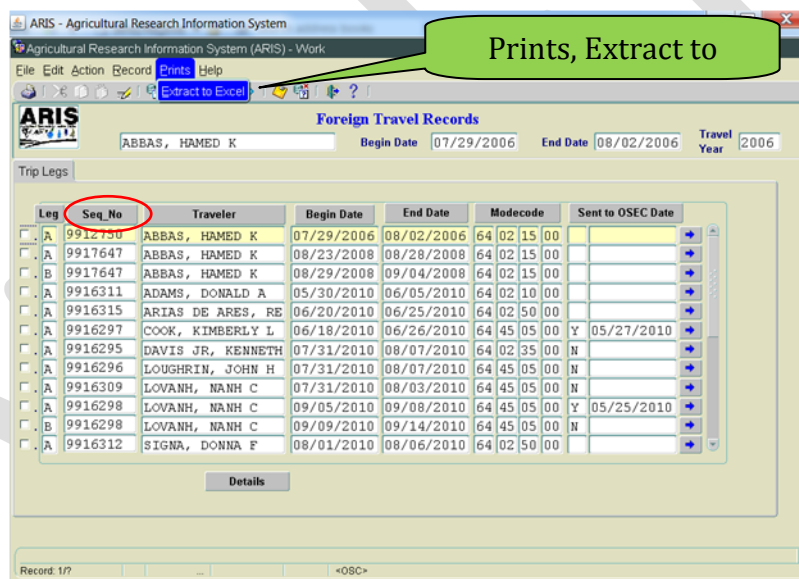 ARIS - Agricultural Research Information System
Agricultural Research Information System (ARIS) - Work
Prints, Extract to
File Edit Action Record Prints Help
Extract to Excel
ARIS
Foreign Travel Records
ABBAS, HAMED K Begin Date 07/29/2006 End Date 08/02/2006 Travel Year 2006
Trip Legs
Leg Seq_No Traveler Begin Date End Date Modecode Sent to OSEC Date
A 9912750 ABBAS, HAMED K 07/29/2006 08/02/2006 64 02 15 00
A 9917647 ABBAS, HAMED K 08/23/2008 08/28/2008 64 02 15 00
B 9917647 ABBAS, HAMED K 08/29/2008 09/04/2008 64 02 15 00
A 9916311 ADAMS, DONALD A 05/30/2010 06/05/2010 64 02 10 00
A 9916315 ARIAS DE ARES, RE 06/20/2010 06/25/2010 64 02 50 00
A 9916297 COOK, KIMBERLY L 06/18/2010 06/26/2010 64 45 05 00 Y 05/27/2010
A 9916295 DAVIS JR, KENNETH 07/31/2010 08/07/2010 64 02 35 00 N
A 9916296 LOUGHRIN, JOHN H 07/31/2010 08/07/2010 64 45 05 00 N
A 9916309 LOVANH, NANH C 07/31/2010 08/03/2010 64 45 05 00 N
A 9916298 LOVANH, NANH C 09/05/2010 09/08/2010 64 45 05 00 Y 05/25/2010
B 9916298 LOVANH, NANH C 09/09/2010 09/14/2010 64 45 05 00 N
A 9916312 SIGNA, DONNA F 08/01/2010 08/06/2010 64 02 50 00
Details
Record: 1/? ... <OSC>